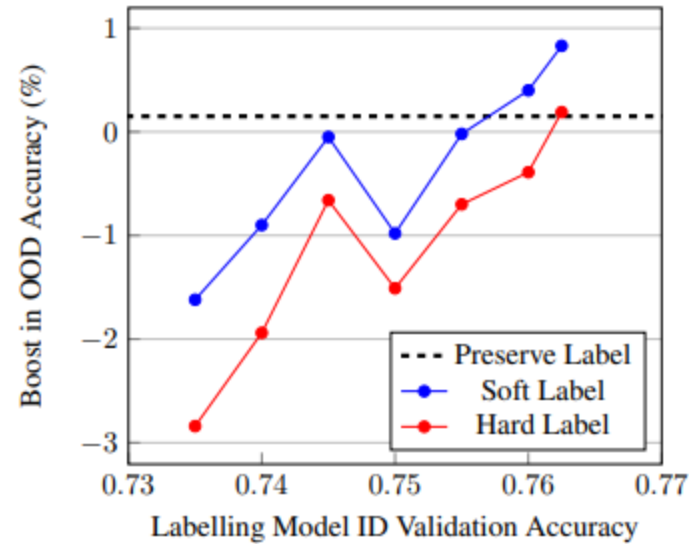 Boost in OOD Accuracy (%)
1
0
−1
−2
−3
Preserve Label
Soft Label
Hard Label
0.73 0.74 0.75 0.76 0.77
Labelling Model ID Validation Accuracy